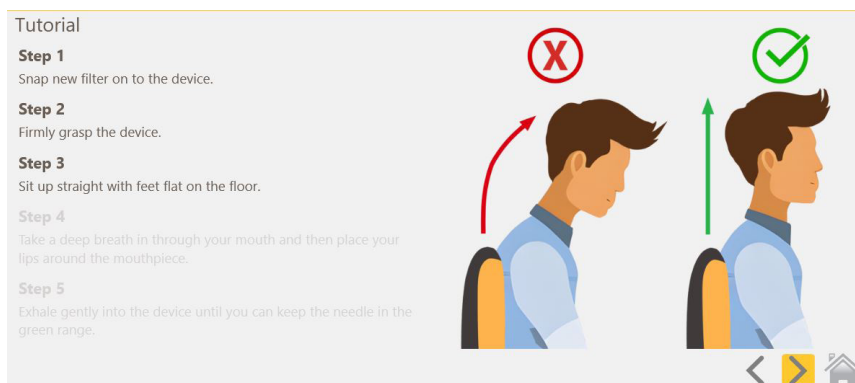 Tutorial
Step 1
Snap new filter on to the device.
Step 2
Firmly grasp the device.
Step 3
Sit up straight with feet flat on the floor.
Step 4
Take a deep breath in through your mouth and then place your
lips around the mouthpiece.
Step 5
Exhale gently into the device until you can keep the needle in the
green range.
X